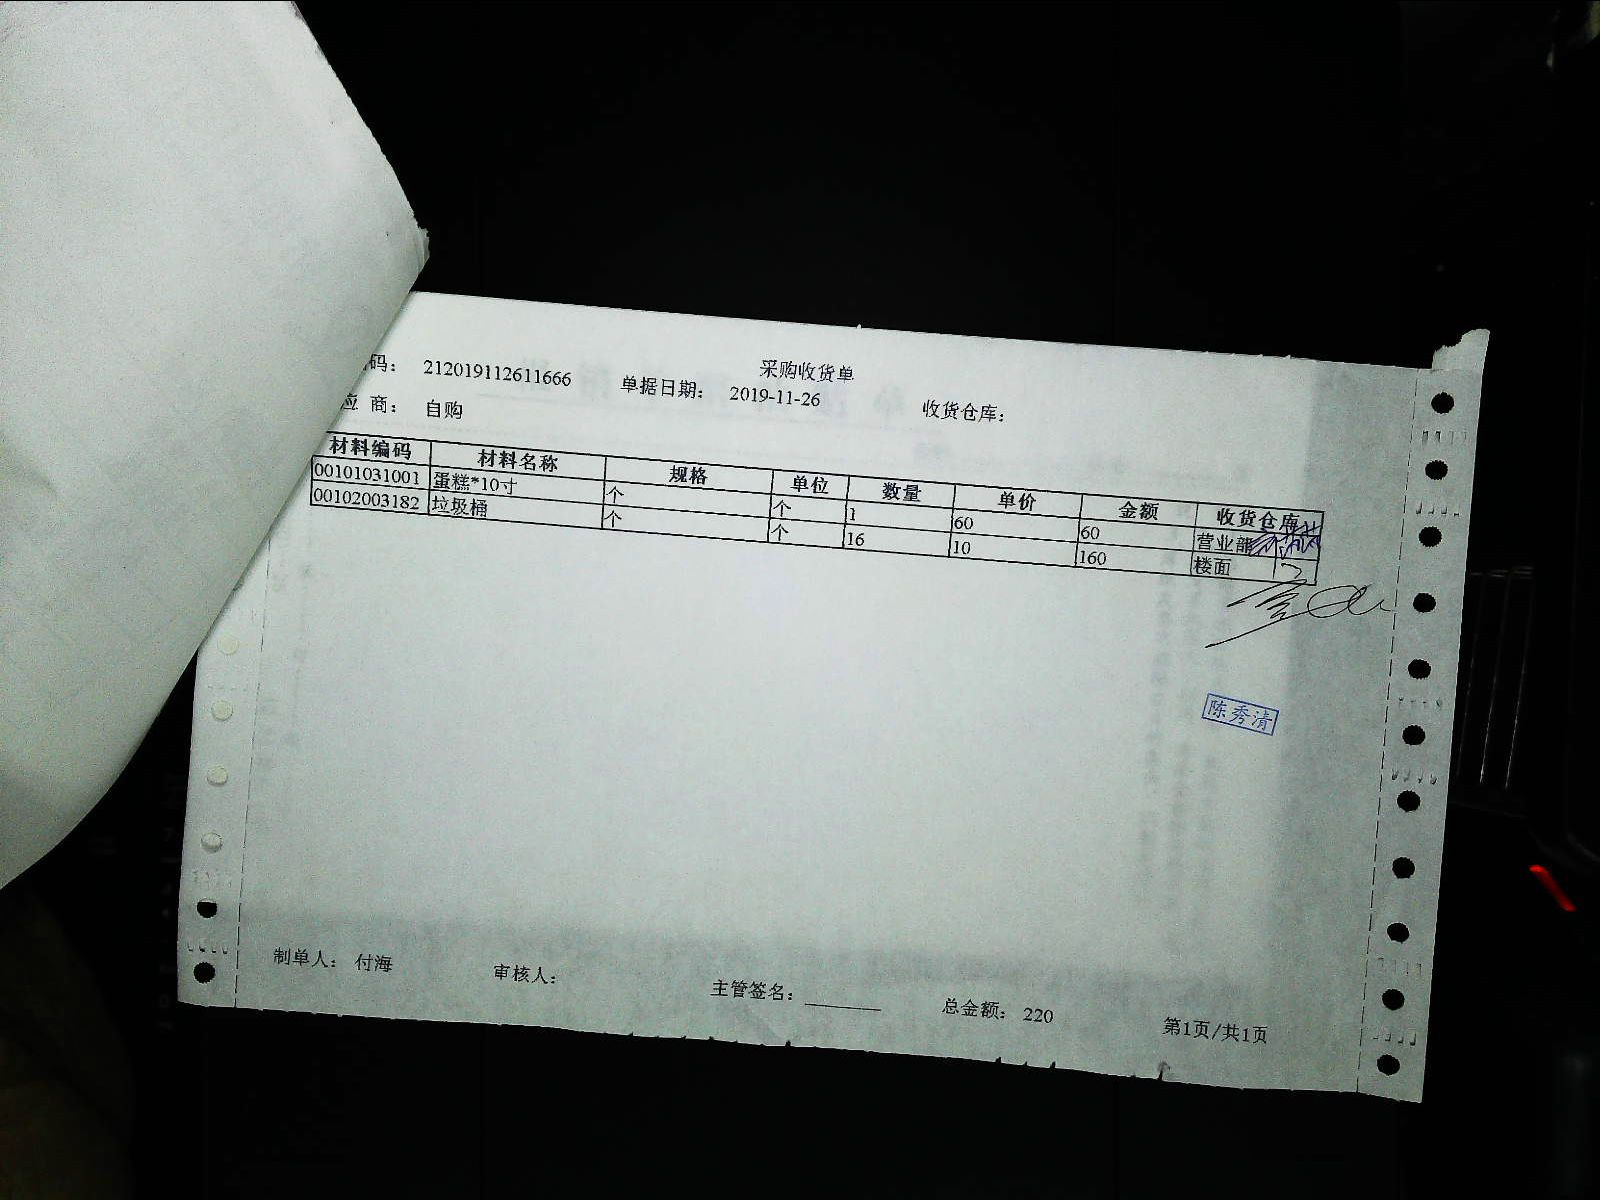 采购收货单
码： 212019112611666 单据日期： 2019-11-26 收货仓库：
应 商： 自购
材料编码 材料名称 规格 单位 数量 单价 金额 收货仓库
00101031001 蛋糕*10寸 个 个 1 60 60 营业部
00102003182 垃圾桶 个 个 16 10 160 楼面
陈秀清
制单人： 付海 审核人： 主管签名： 总金额： 220 第1页/共1页